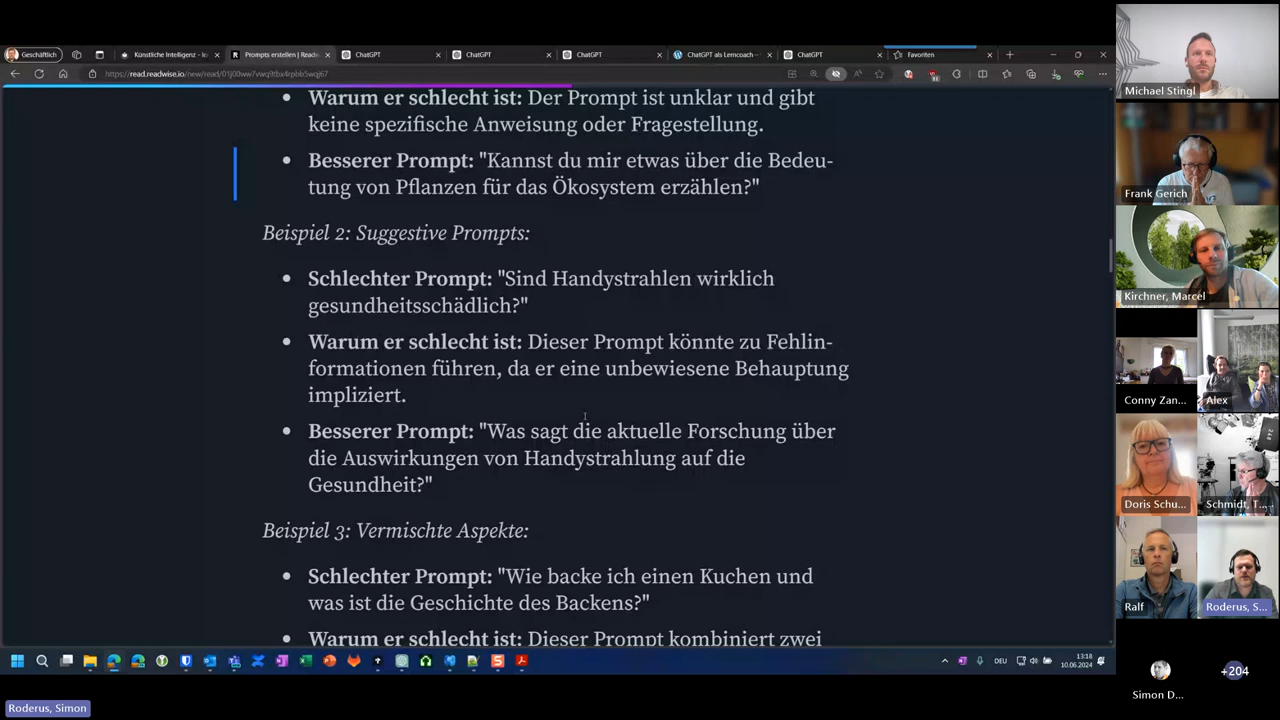 Geschäftlich
Künstliche Intelligenz - le
Prompts erstellen | Readw
ChatGPT
ChatGPT
ChatGPT
ChatGPT als Lerncoach –
ChatGPT
Favoriten
Warum er schlecht ist: Der Prompt ist unklar und gibt
keine spezifische Anweisung oder Fragestellung.
Besserer Prompt: "Kannst du mir etwas über die Bedeu-
tung von Pflanzen für das Ökosystem erzählen?"
Beispiel 2: Suggestive Prompts:
Schlechter Prompt: "Sind Handystrahlen wirklich
gesundheitsschädlich?"
Warum er schlecht ist: Dieser Prompt könnte zu Fehlin-
formationen führen, da er eine unbewiesene Behauptung
impliziert.
Besserer Prompt: "Was sagt die aktuelle Forschung über
die Auswirkungen von Handystrahlung auf die
Gesundheit?"
Beispiel 3: Vermischte Aspekte:
Schlechter Prompt: "Wie backe ich einen Kuchen und
was ist die Geschichte des Backens?"
Warum er schlecht ist: Dieser Prompt kombiniert zwei
DEU
13:18
10.06.2024
Roderus, Simon
Michael Stingl
Frank Gerich
Kirchner, Marcel
Conny Zan...
Alex
Doris Schu...
Schmidt, T...
Ralf
Roderus, S...
Simon D...
+204